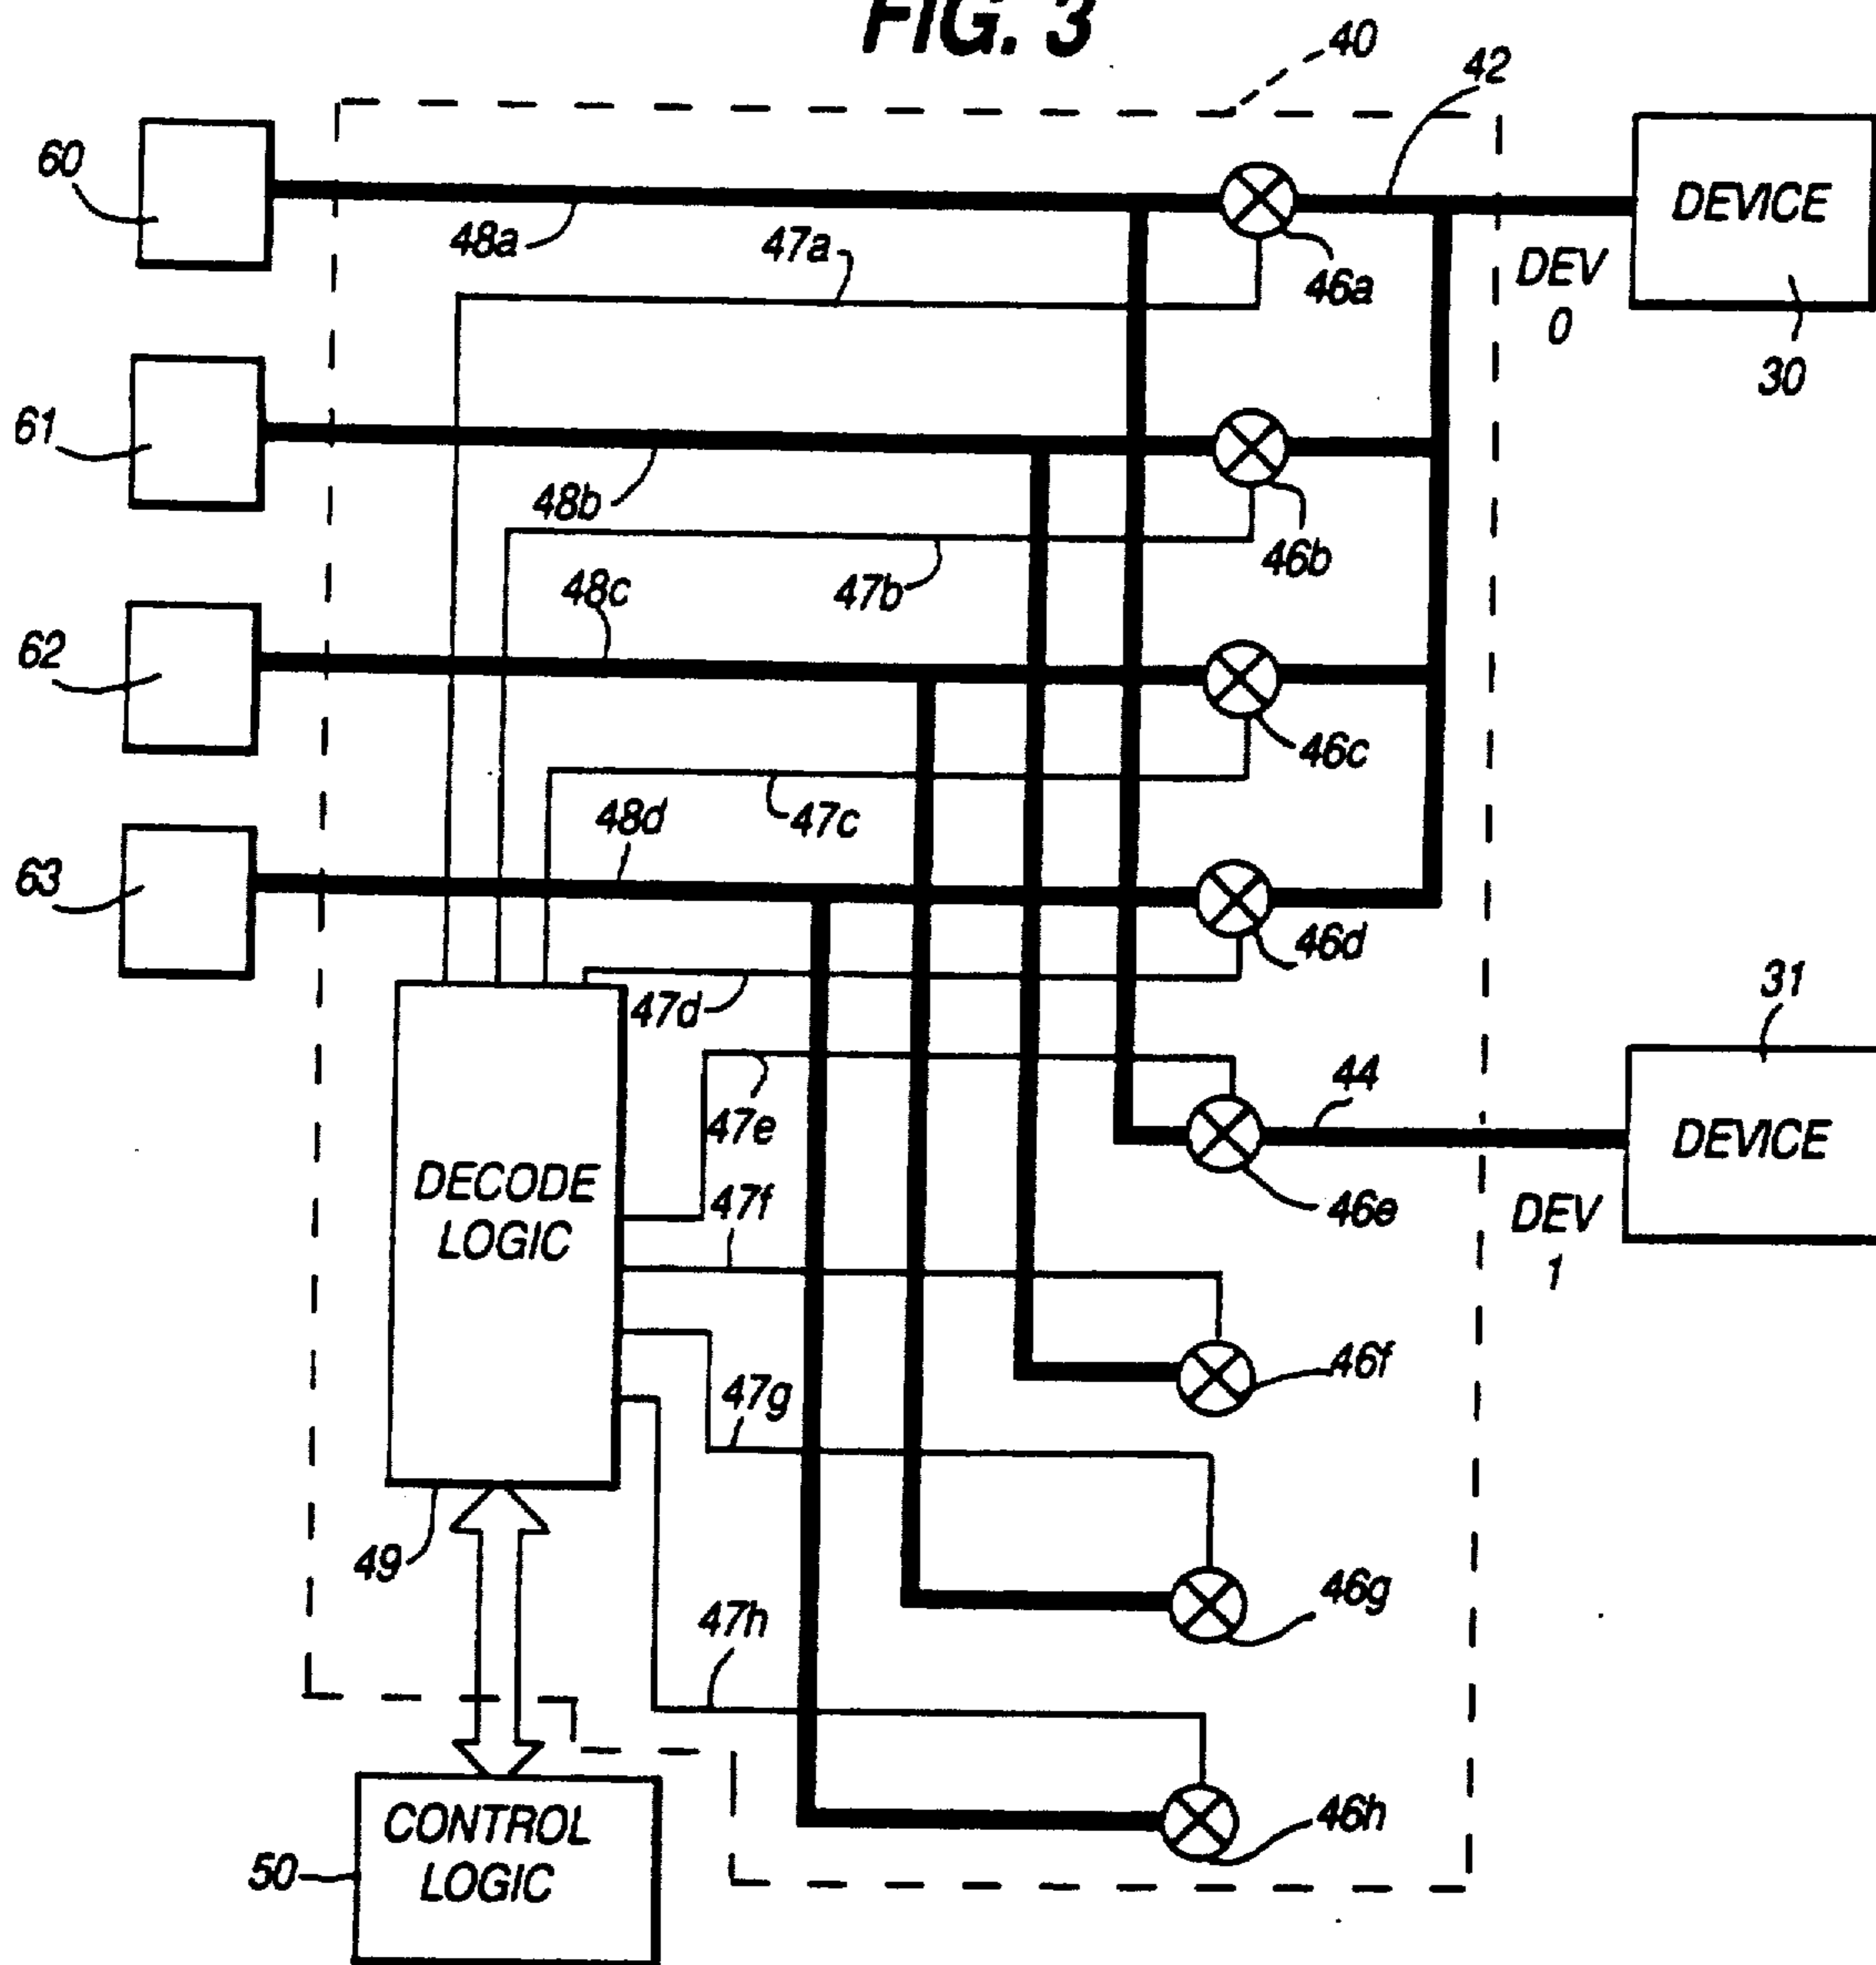 FIG. 3
40
42
60
48a
47a
46a
DEVICE
DEV
0
30
61
48b
46b
48c
47b
62
46c
48d
47c
63
46d
47d
31
44
47e
DEVICE
46e
DECODE
LOGIC
47f
DEV
1
46f
47g
49
46g
47h
CONTROL
LOGIC
46h
50